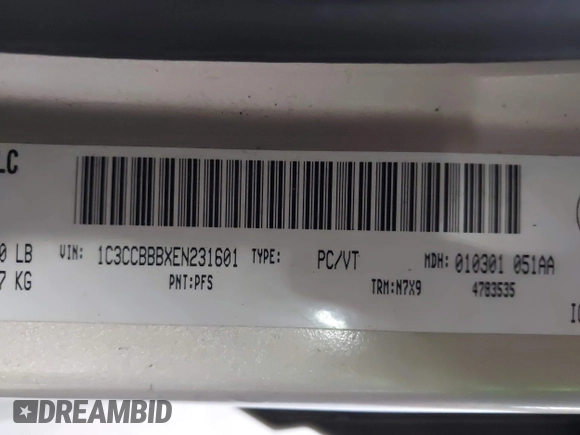 LC
0 LB VIN: 1C3CCBBBXEN231601 TYPE: PC/VT MDH: 010301 051AA
7 KG PNT:PFS TRM:N7X9 4783535
DREAMBID